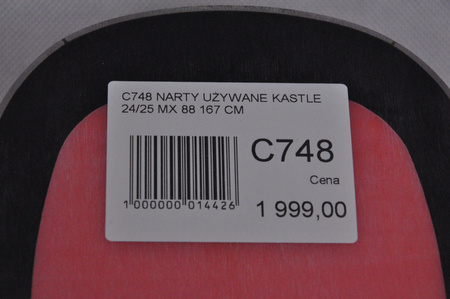 C748 NARTY UŻYWANE KASTLE
24/25 MX 88 167 CM
C748
Cena
1 999,00
1 000000 014426